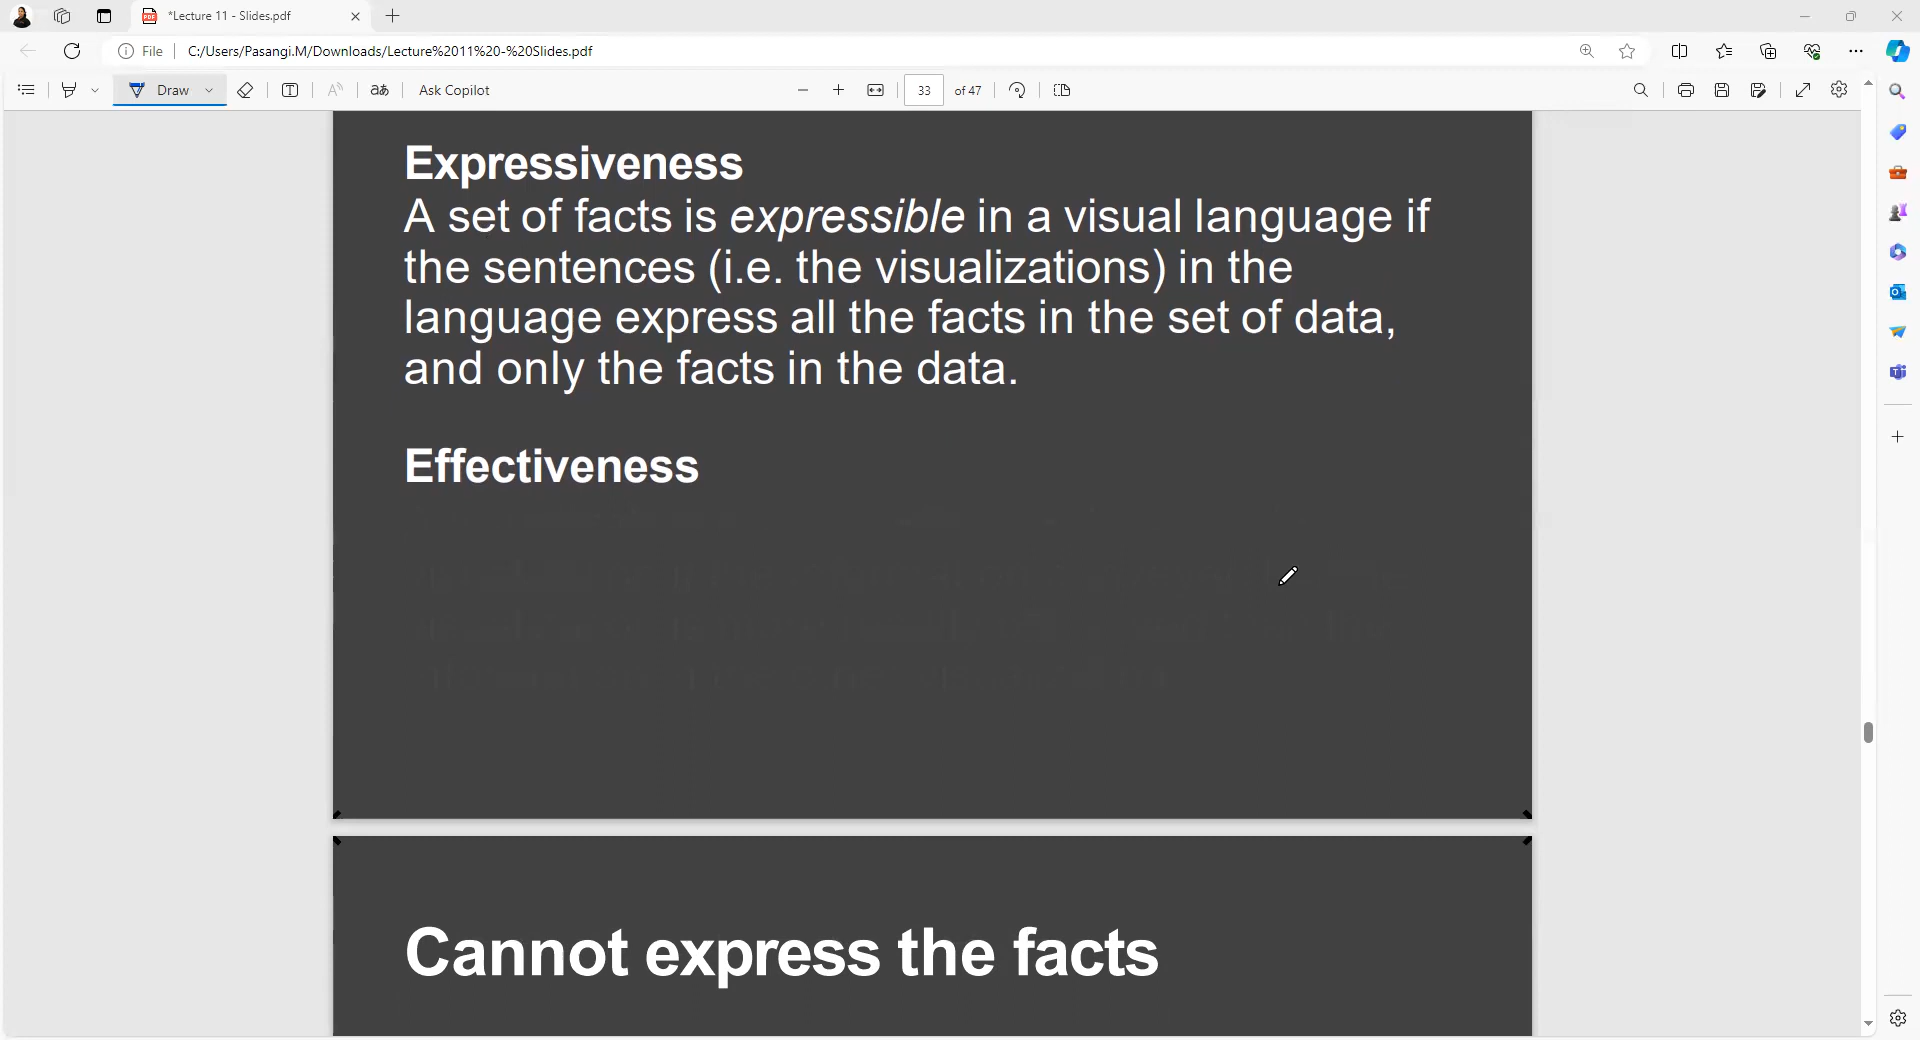 *Lecture 11 - Slides.pdf
File
C:/Users/Pasangi.M/Downloads/Lecture%2011%20-%20Slides.pdf
Draw
Ask Copilot
33 of 47
Expressiveness
A set of facts is expressible in a visual language if
the sentences (i.e. the visualizations) in the
language express all the facts in the set of data,
and only the facts in the data.
Effectiveness
Cannot express the facts